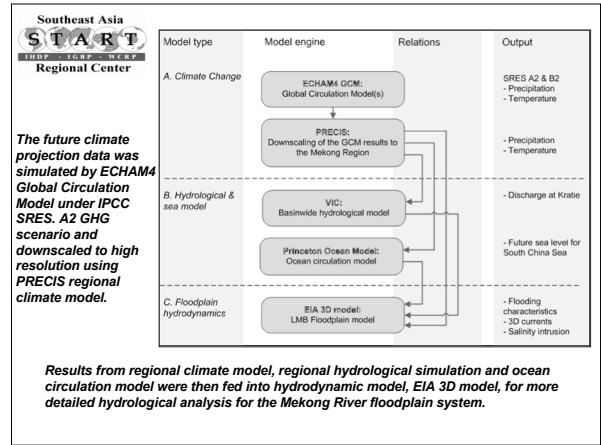 Southeast Asia
S T A R T
IHDP · IGBP · WCRP
Regional Center
The future climate
projection data was
simulated by ECHAM4
Global Circulation
Model under IPCC
SRES. A2 GHG
scenario and
downscaled to high
resolution using
PRECIS regional
climate model.
Model type Model engine Relations Output
A. Climate Change
ECHAM4 GCM:
Global Circulation Model(s)
SRES A2 & B2
- Precipitation
- Temperature
PRECIS:
Downscaling of the GCM results to
the Mekong Region
- Precipitation
- Temperature
B. Hydrological &
sea model
VIC:
Basinwide hydrological model
- Discharge at Kratie
Princeton Ocean Model:
Ocean circulation model
- Future sea level for
South China Sea
C. Floodplain
hydrodynamics
EIA 3D model:
LMB Floodplain model
- Flooding
characteristics
- 3D currents
- Salinity intrusion
Results from regional climate model, regional hydrological simulation and ocean
circulation model were then fed into hydrodynamic model, EIA 3D model, for more
detailed hydrological analysis for the Mekong River floodplain system.